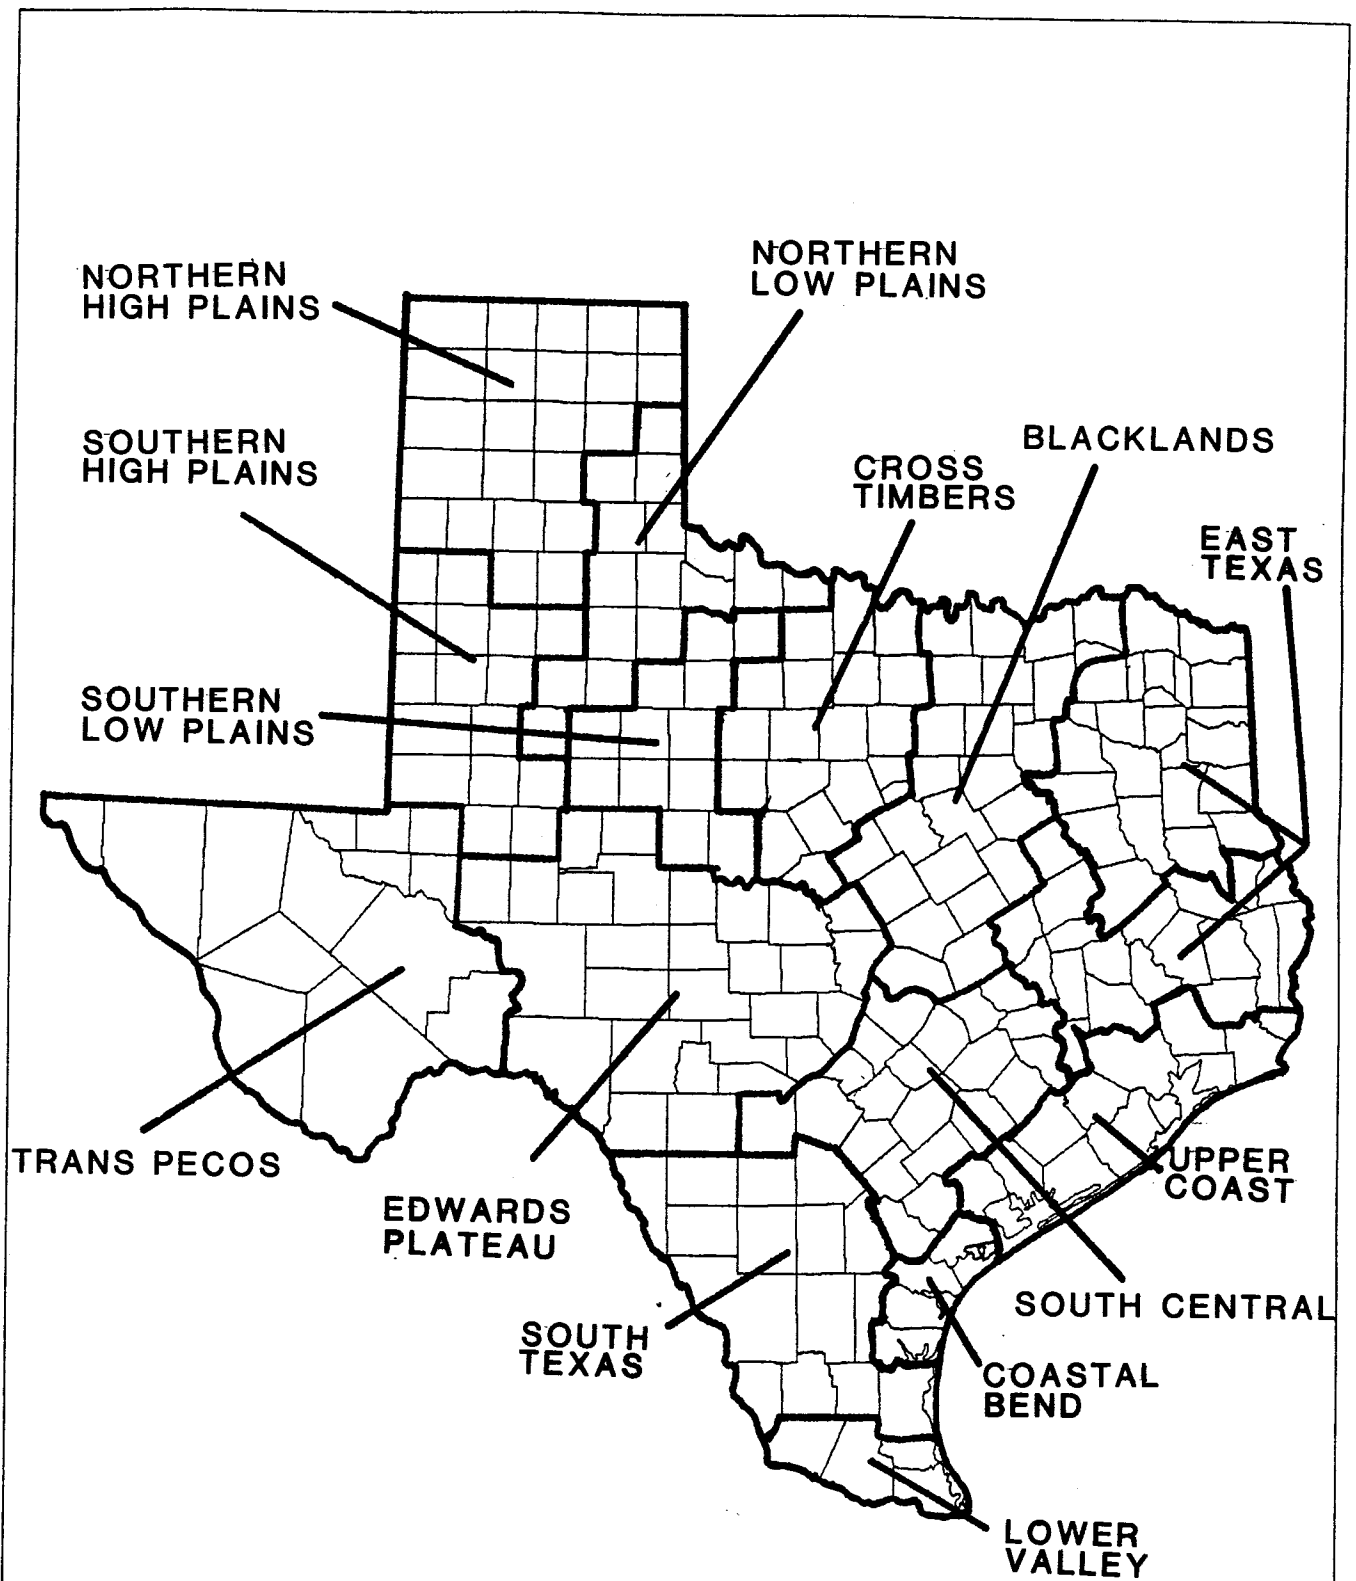 NORTHERN
HIGH PLAINS
NORTHERN
LOW PLAINS
SOUTHERN
HIGH PLAINS
BLACKLANDS
CROSS
TIMBERS
EAST
TEXAS
SOUTHERN
LOW PLAINS
TRANS PECOS
UPPER
COAST
EDWARDS
PLATEAU
SOUTH CENTRAL
SOUTH
TEXAS
COASTAL
BEND
LOWER
VALLEY